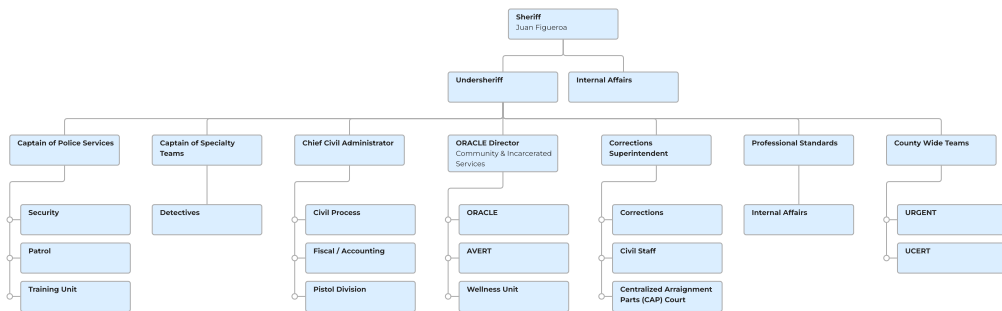 Sheriff
Juan Figueroa
Undersheriff
Internal Affairs
Captain of Police Services
Captain of Specialty
Teams
Chief Civil Administrator
ORACLE Director
Community & Incarcerated
Services
Corrections
Superintendent
Professional Standards
County Wide Teams
Security
Detectives
Civil Process
ORACLE
Corrections
Internal Affairs
URGENT
Patrol
Fiscal / Accounting
AVERT
Civil Staff
UCERT
Training Unit
Pistol Division
Wellness Unit
Centralized Arraignment
Parts (CAP) Court